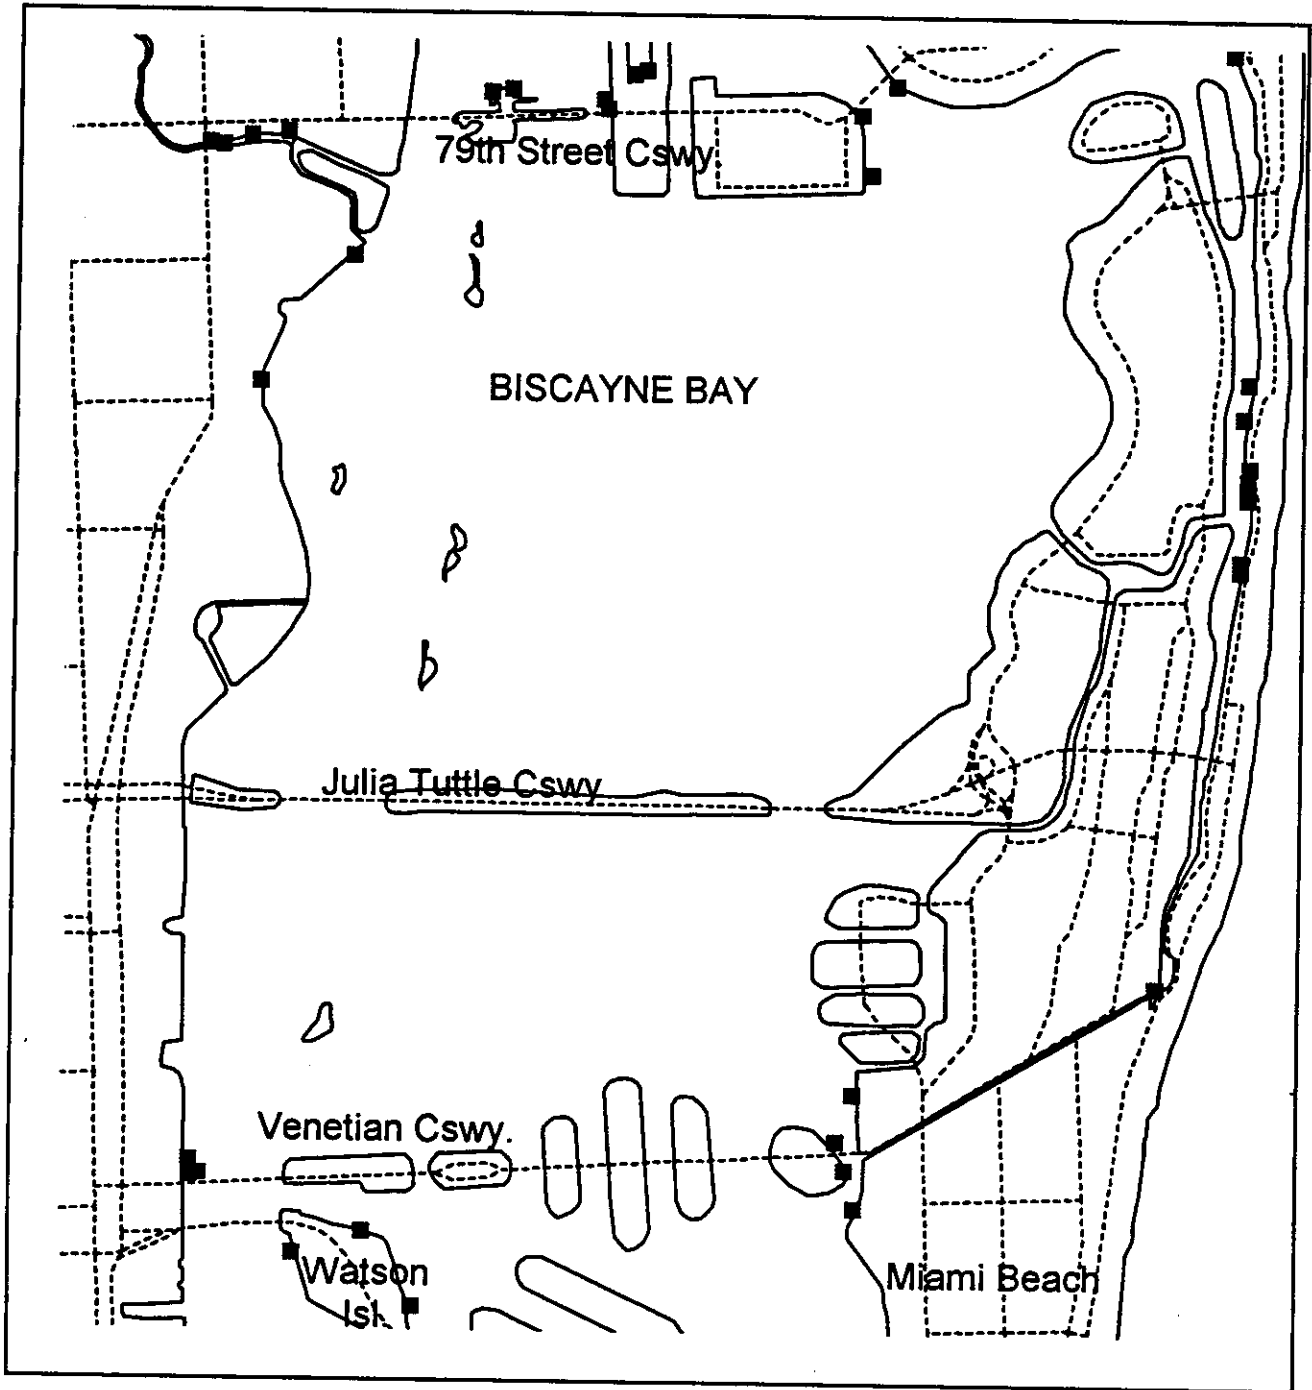 79th Street Cswy
BISCAYNE BAY
Julia Tuttle Cswy
Venetian Cswy.
Watson
Isl.
Miami Beach